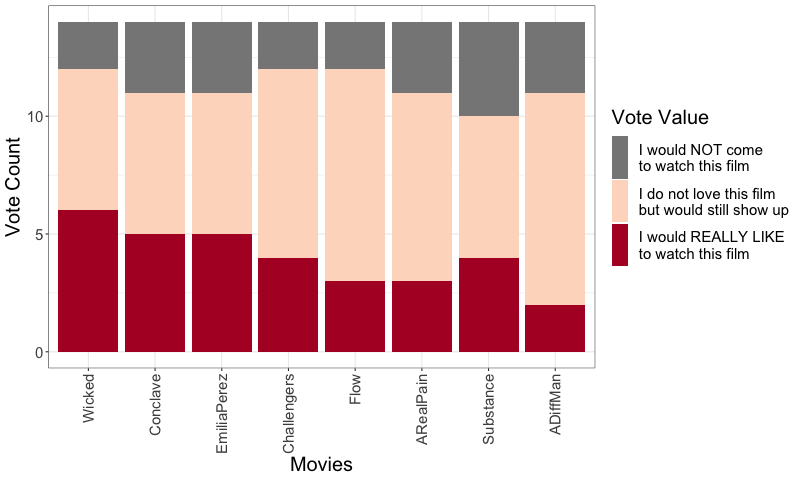 Vote Count
10
5
0
Wicked
Conclave
EmiliaPerez
Challengers
Flow
ARealPain
Substance
ADiffMan
Movies
Vote Value
I would NOT come
to watch this film
I do not love this film
but would still show up
I would REALLY LIKE
to watch this film